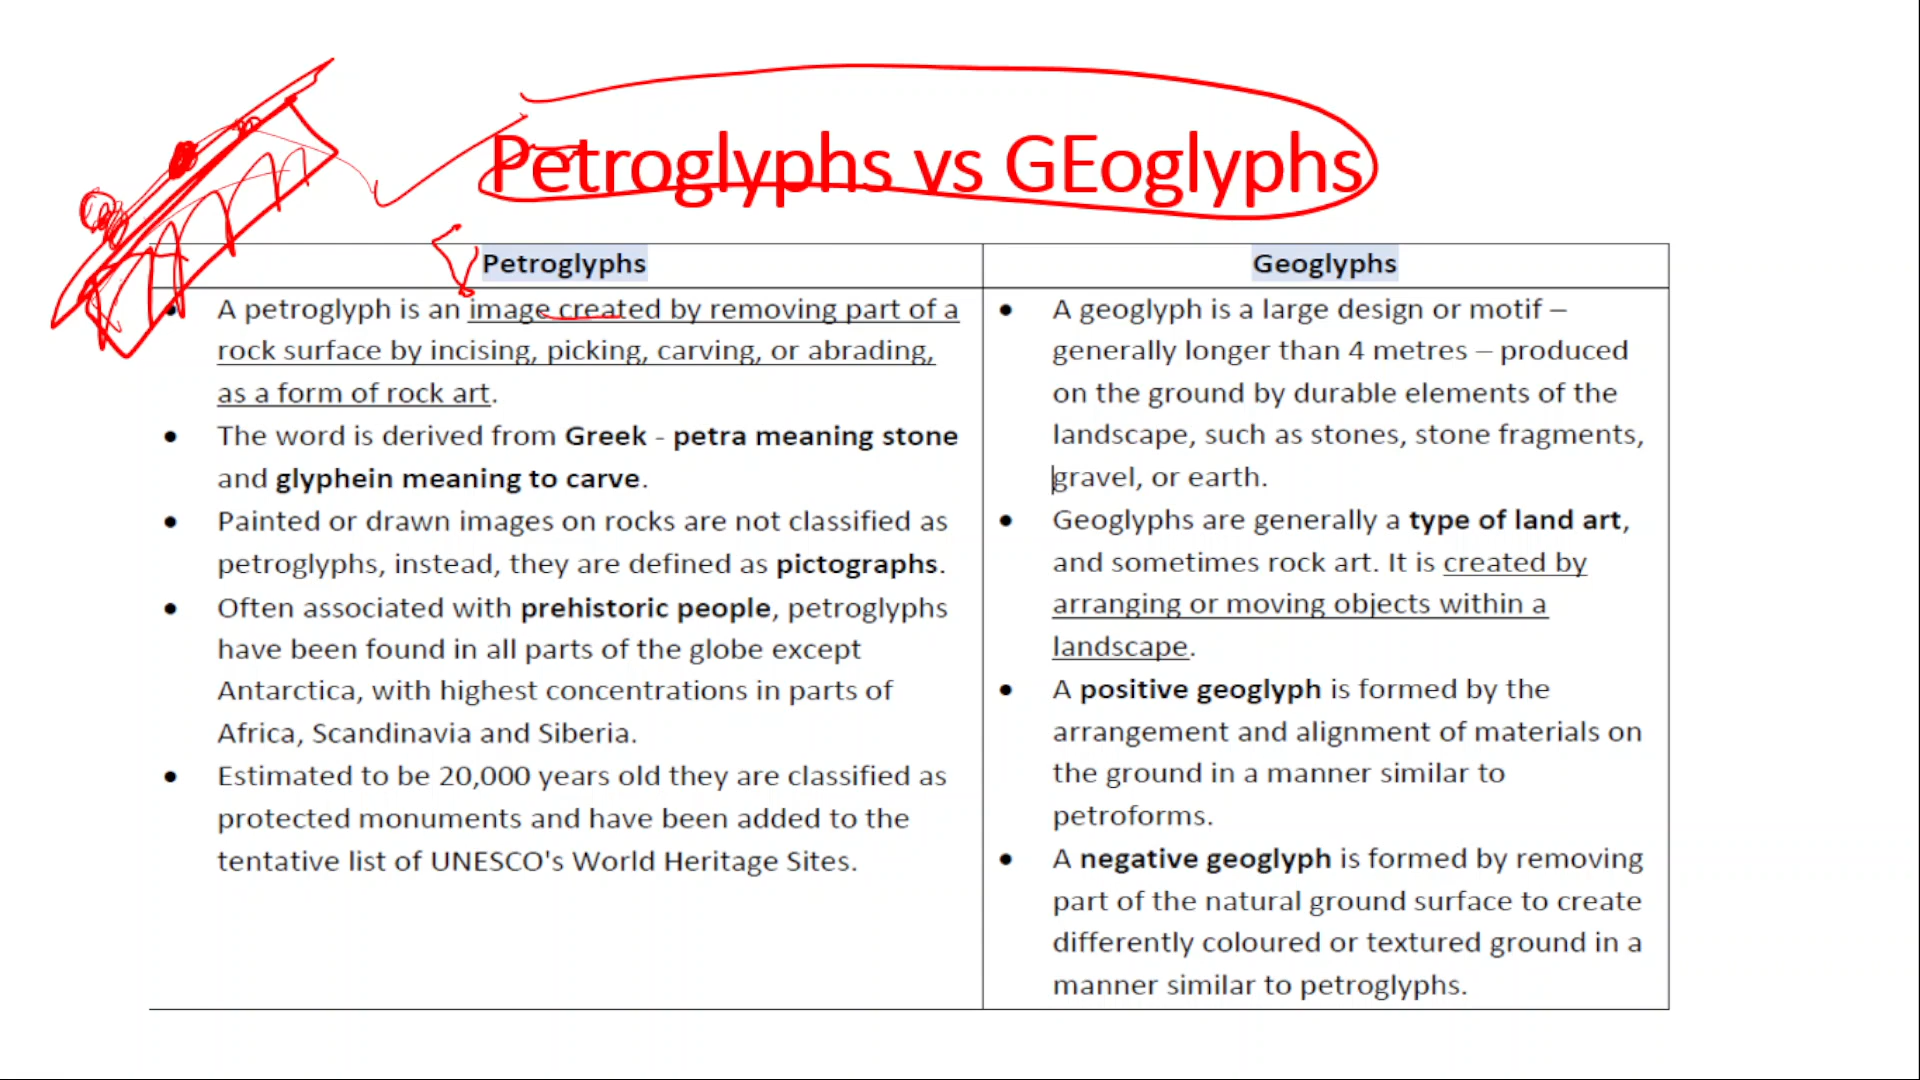 Petroglyphs vs GEoglyphs
Petroglyphs
• A petroglyph is an image created by removing part of a
rock surface by incising, picking, carving, or abrading,
as a form of rock art.
• The word is derived from Greek - petra meaning stone
and glyphein meaning to carve.
• Painted or drawn images on rocks are not classified as
petroglyphs, instead, they are defined as pictographs.
• Often associated with prehistoric people, petroglyphs
have been found in all parts of the globe except
Antarctica, with highest concentrations in parts of
Africa, Scandinavia and Siberia.
• Estimated to be 20,000 years old they are classified as
protected monuments and have been added to the
tentative list of UNESCO's World Heritage Sites.
Geoglyphs
• A geoglyph is a large design or motif –
generally longer than 4 metres – produced
on the ground by durable elements of the
landscape, such as stones, stone fragments,
gravel, or earth.
• Geoglyphs are generally a type of land art,
and sometimes rock art. It is created by
arranging or moving objects within a
landscape.
• A positive geoglyph is formed by the
arrangement and alignment of materials on
the ground in a manner similar to
petroforms.
• A negative geoglyph is formed by removing
part of the natural ground surface to create
differently coloured or textured ground in a
manner similar to petroglyphs.